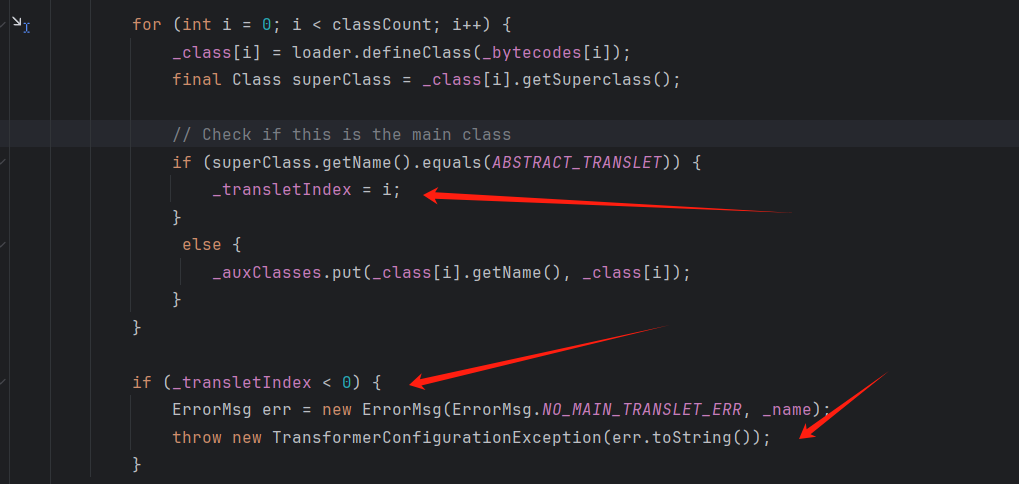 for (int i = 0; i < classCount; i++) {
_class[i] = loader.defineClass(_bytecodes[i]);
final Class superClass = _class[i].getSuperclass();
// Check if this is the main class
if (superClass.getName().equals(ABSTRACT_TRANSLET)) {
_transletIndex = i;
}
else {
_auxClasses.put(_class[i].getName(), _class[i]);
}
}
if (_transletIndex < 0) {
ErrorMsg err = new ErrorMsg(ErrorMsg.NO_MAIN_TRANSLET_ERR, _name);
throw new TransformerConfigurationException(err.toString());
}